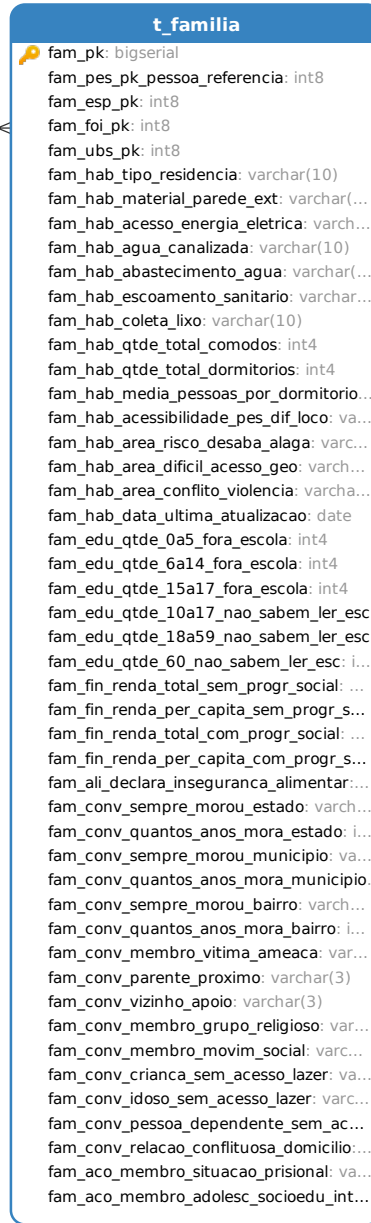 t_familia
fam_pk: bigserial
fam_pes_pk_pessoa_referencia: int8
fam_esp_pk: int8
fam_foi_pk: int8
fam_ubs_pk: int8
fam_hab_tipo_residencia: varchar(10)
fam_hab_material_parede_ext: varchar(...
fam_hab_acesso_energia_eletrica: varch...
fam_hab_agua_canalizada: varchar(10)
fam_hab_abastecimento_agua: varchar(...
fam_hab_escoamento_sanitario: varchar...
fam_hab_coleta_lixo: varchar(10)
fam_hab_qtde_total_comodos: int4
fam_hab_qtde_total_dormitorios: int4
fam_hab_media_pessoas_por_dormitorio...
fam_hab_acessibilidade_pes_dif_loco: va...
fam_hab_area_risco_desaba_alaga: varc...
fam_hab_area_dificil_acesso_geo: varch...
fam_hab_area_conflito_violencia: varcha...
fam_hab_data_ultima_atualizacao: date
fam_edu_qtde_0a5_fora_escola: int4
fam_edu_qtde_6a14_fora_escola: int4
fam_edu_qtde_15a17_fora_escola: int4
fam_edu_qtde_10a17_nao_sabem_ler_esc
fam_edu_qtde_18a59_nao_sabem_ler_esc
fam_edu_qtde_60_nao_sabem_ler_esc: i...
fam_fin_renda_total_sem_progr_social: ...
fam_fin_renda_per_capita_sem_progr_s...
fam_fin_renda_total_com_progr_social: ...
fam_fin_renda_per_capita_com_progr_s...
fam_ali_declara_inseguranca_alimentar:...
fam_conv_sempre_morou_estado: varch...
fam_conv_quantos_anos_mora_estado: i...
fam_conv_sempre_morou_municipio: va...
fam_conv_quantos_anos_mora_municipio.
fam_conv_sempre_morou_bairro: varch...
fam_conv_quantos_anos_mora_bairro: i...
fam_conv_membro_vitima_ameaca: var...
fam_conv_parente_proximo: varchar(3)
fam_conv_vizinho_apoio: varchar(3)
fam_conv_membro_grupo_religioso: var...
fam_conv_membro_movim_social: varc...
fam_conv_crianca_sem_acesso_lazer: va...
fam_conv_idoso_sem_acesso_lazer: varc...
fam_conv_pessoa_dependente_sem_ac...
fam_conv_relacao_conflituosa_domicilio:...
fam_aco_membro_situacao_prisional: va...
fam_aco_membro_adolesc_socioedu_int...